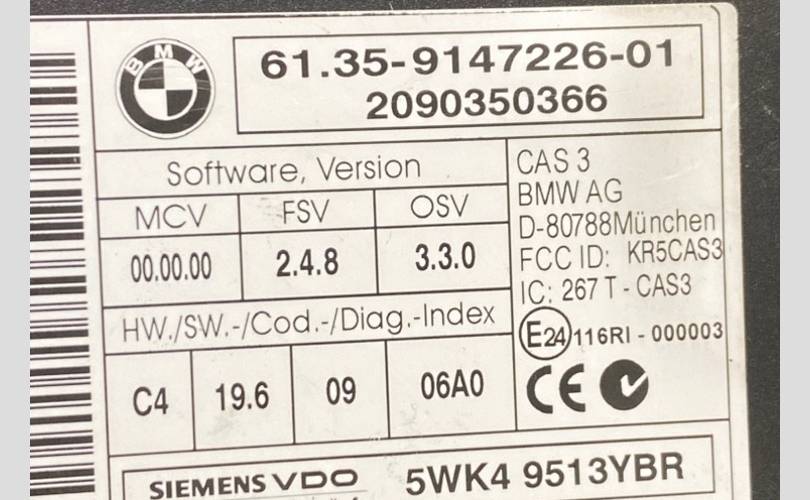 BMW
61.35-9147226-01
2090350366
Software, Version
MCV FSV OSV
00.00.00 2.4.8 3.3.0
HW./SW.-/Cod.-/Diag.-Index
C4 19.6 09 06A0
CAS 3
BMW AG
D-80788München
FCC ID: KR5CAS3
IC: 267 T - CAS3
E24 116RI - 000003
CE
SIEMENS VDO 5WK4 9513YBR